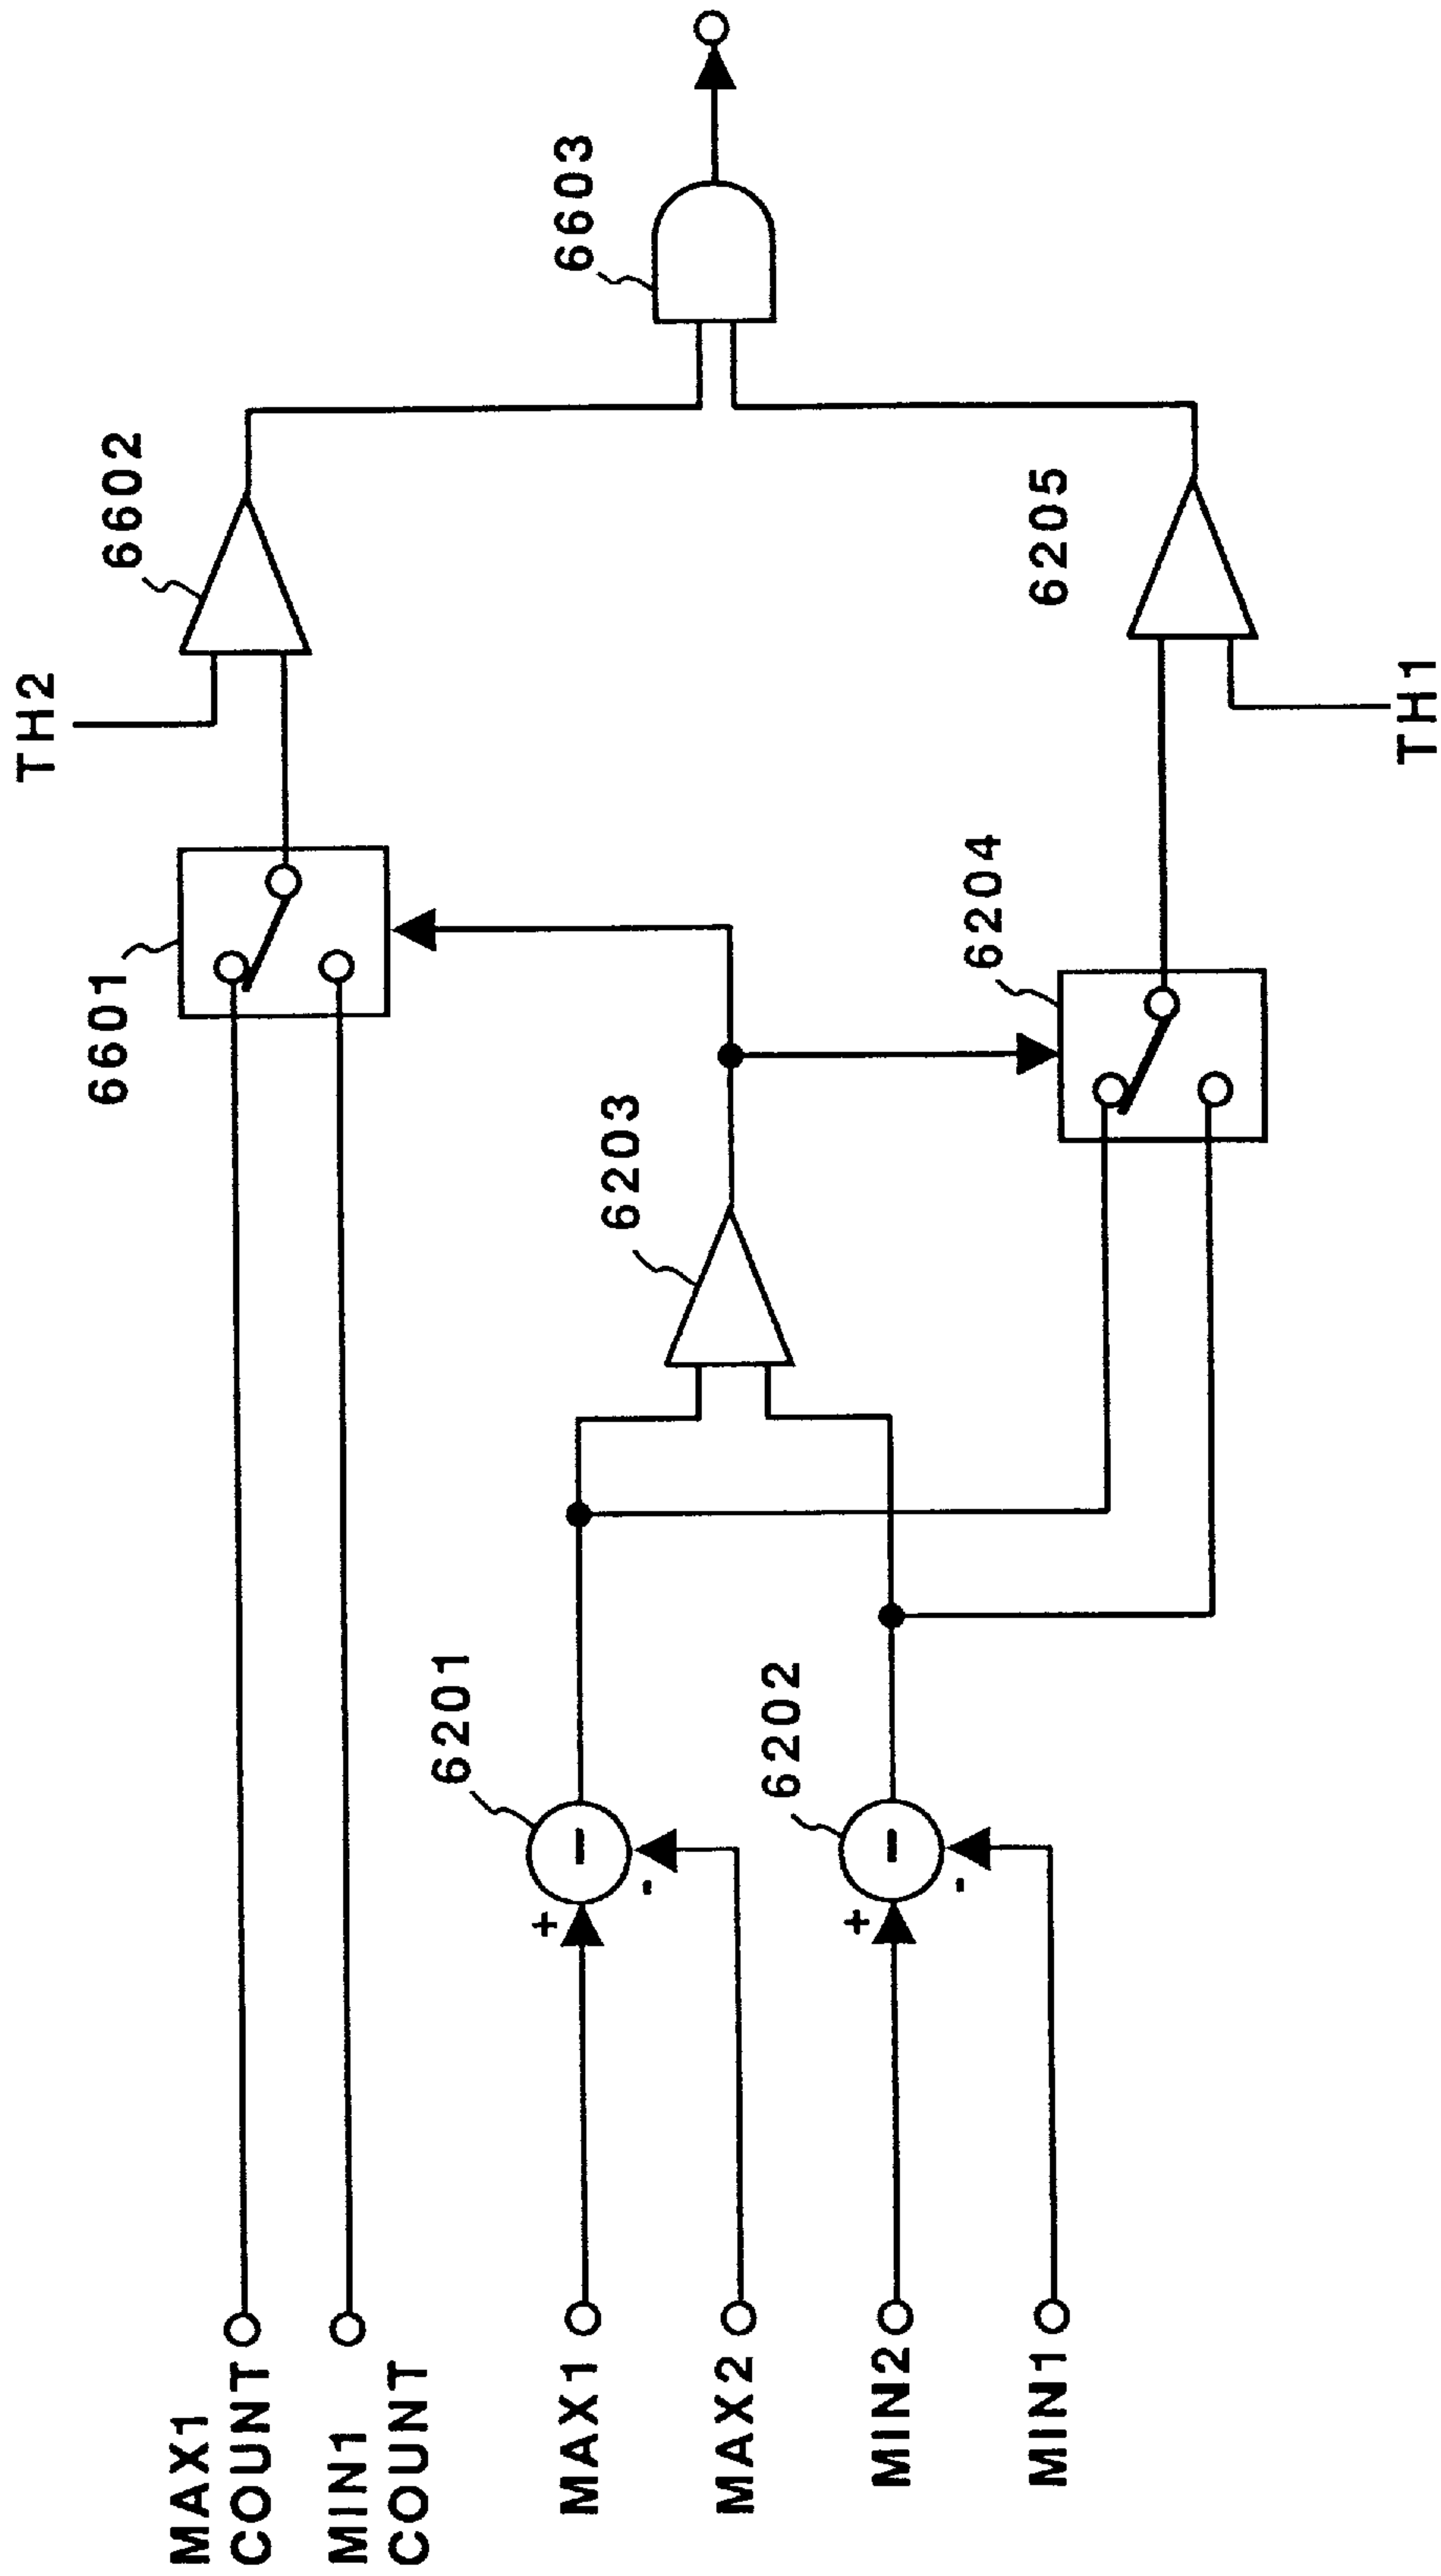 MAX1
COUNT
MIN1
COUNT
MAX1
MAX2
MIN2
MIN1
+
-
−
+
-
−
6201
6202
6203
6601
6204
TH2
TH1
6602
6205
6603